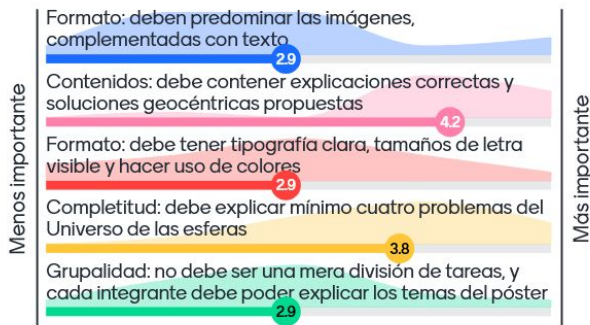 Formato: deben predominar las imágenes,
complementadas con texto
2.9
Contenidos: debe contener explicaciones correctas y
soluciones geocéntricas propuestas
4.2
Formato: debe tener tipografía clara, tamaños de letra
visible y hacer uso de colores
2.9
Completitud: debe explicar mínimo cuatro problemas del
Universo de las esferas
3.8
Grupalidad: no debe ser una mera división de tareas, y
cada integrante debe poder explicar los temas del póster
2.9
Menos importante
Más importante